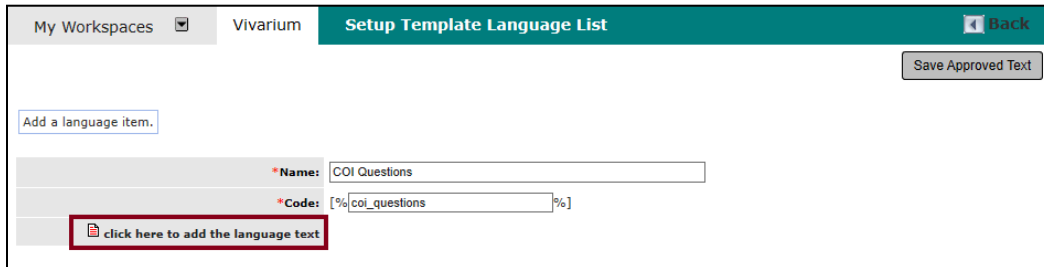 My Workspaces Vivarium Setup Template Language List Back
Save Approved Text
Add a language item.
*Name: COI Questions
*Code: [% coi_questions %]
click here to add the language text